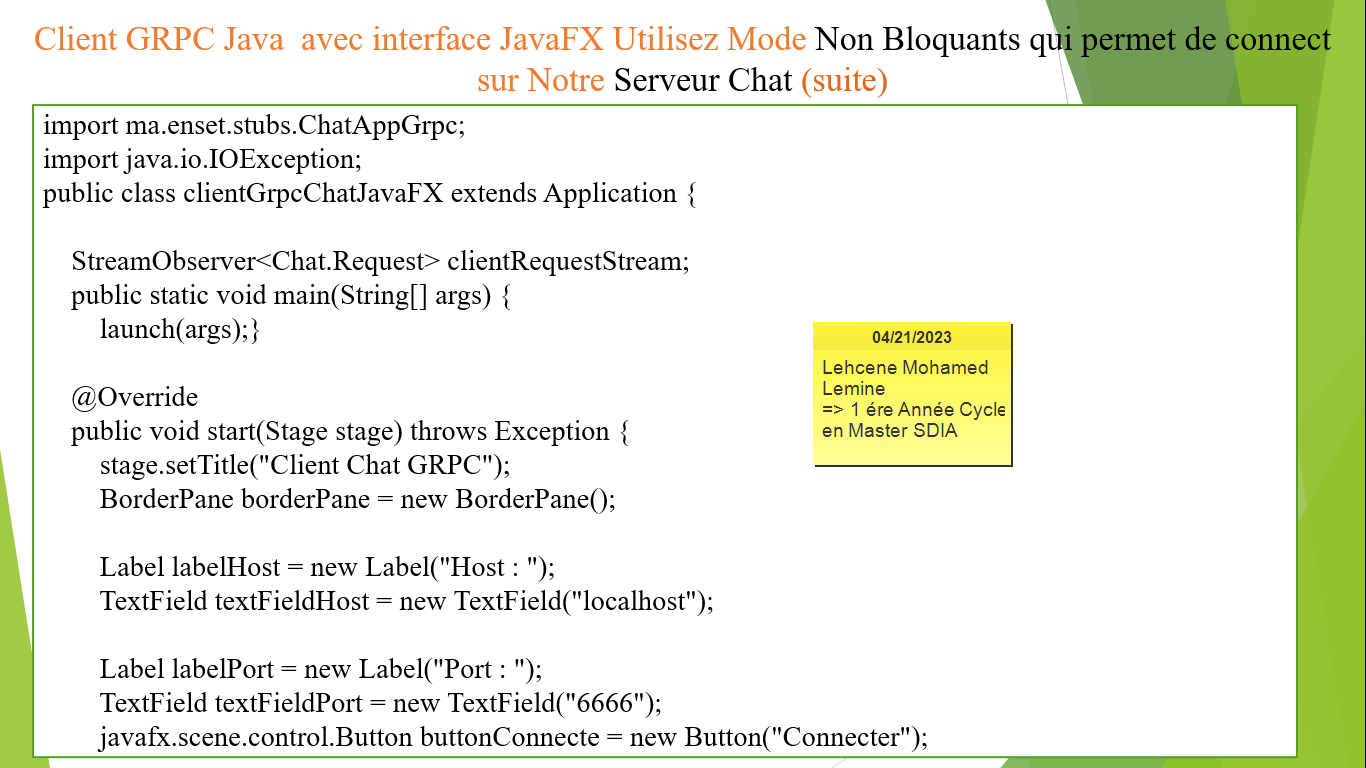 Client GRPC Java  avec interface JavaFX Utilisez Mode Non Bloquants qui permet de connect
sur Notre Serveur Chat (suite)
import ma.enset.stubs.ChatAppGrpc;
import java.io.IOException;
public class clientGrpcChatJavaFX extends Application {
StreamObserver<Chat.Request> clientRequestStream;
public static void main(String[] args) {
launch(args);}
@Override
public void start(Stage stage) throws Exception {
stage.setTitle("Client Chat GRPC");
BorderPane borderPane = new BorderPane();
Label labelHost = new Label("Host : ");
TextField textFieldHost = new TextField("localhost");
Label labelPort = new Label("Port : ");
TextField textFieldPort = new TextField("6666");
javafx.scene.control.Button buttonConnecte = new Button("Connecter");
04/21/2023
Lehcene Mohamed
Lemine
=> 1 ére Année Cycle
en Master SDIA